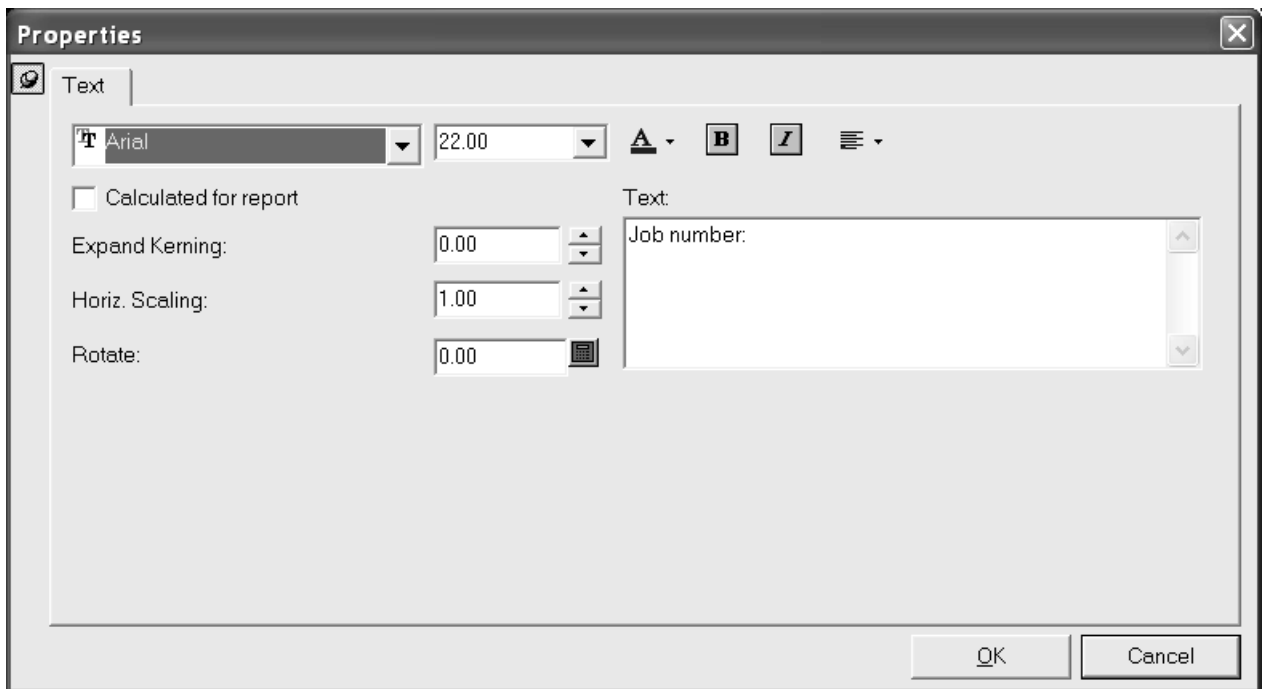 Properties
Text
Arial 22.00 A B I
Calculated for report
Text:
Job number:
Expand Kerning: 0.00
Horiz. Scaling: 1.00
Rotate: 0.00
OK Cancel